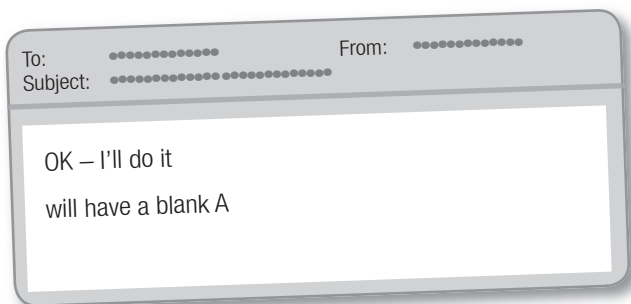 To: From:
Subject:
OK – I'll do it
will have a blank A